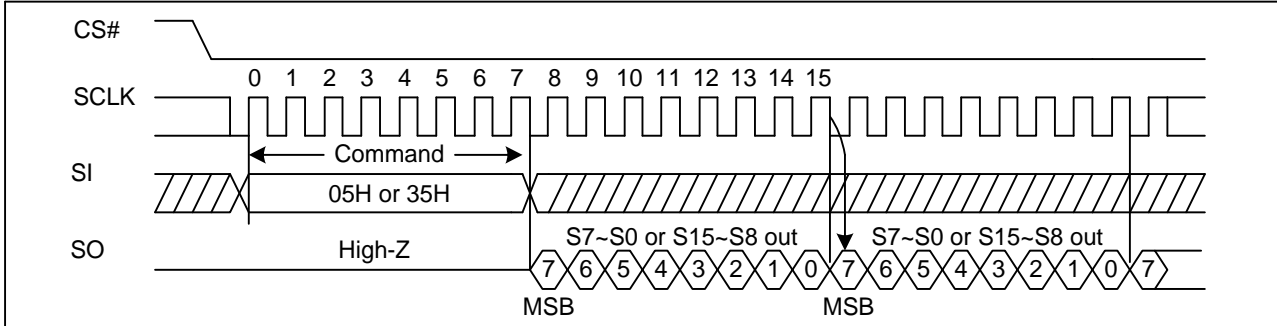 CS#
0 1 2 3 4 5 6 7 8 9 10 11 12 13 14 15
SCLK
Command
SI
05H or 35H
S7~S0 or S15~S8 out S7~S0 or S15~S8 out
SO
High-Z
7 6 5 4 3 2 1 0 7 6 5 4 3 2 1 0 7
MSB MSB